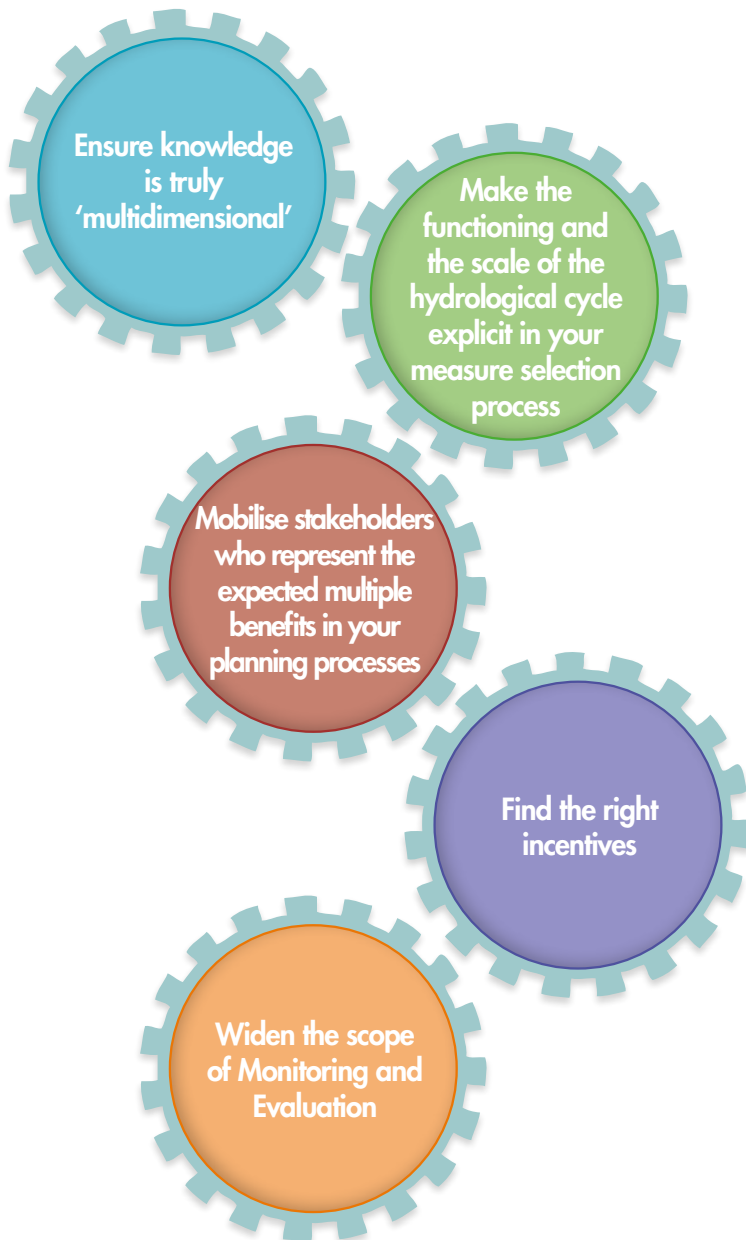 Ensure knowledge
is truly
‘multidimensional’
Make the
functioning and
the scale of the
hydrological cycle
explicit in your
measure selection
process
Mobilise stakeholders
who represent the
expected multiple
benefits in your
planning processes
Find the right
incentives
Widen the scope
of Monitoring and
Evaluation